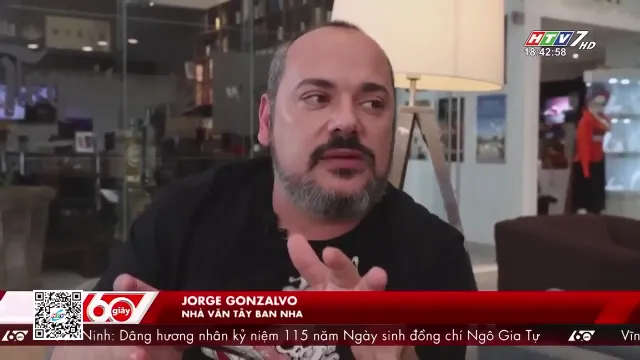 HTV7 HD
18:42:58
60 giây
JORGE GONZALVO
NHÀ VĂN TÂY BAN NHA
Ninh: Dâng hương nhân kỷ niệm 115 năm Ngày sinh đồng chí Ngô Gia Tự
60 Vĩn